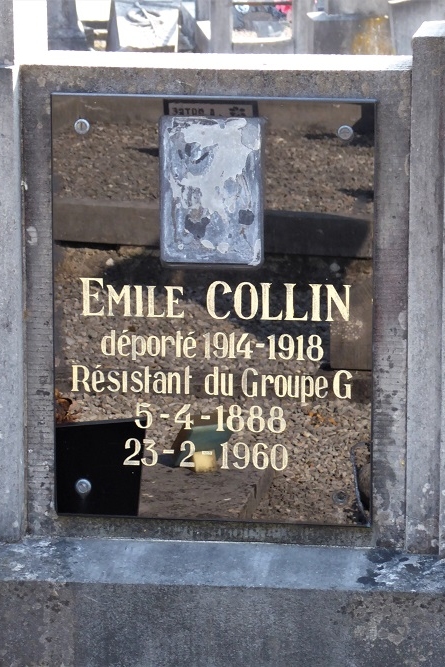 EMILE COLLIN
déporté 1914-1918
Résistant du Groupe G
5-4-1888
23-2-1960